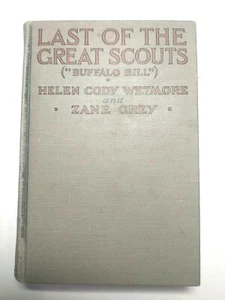 LAST OF THE
GREAT SCOUTS
("BUFFALO BILL")
HELEN CODY WETMORE
and
ZANE GREY